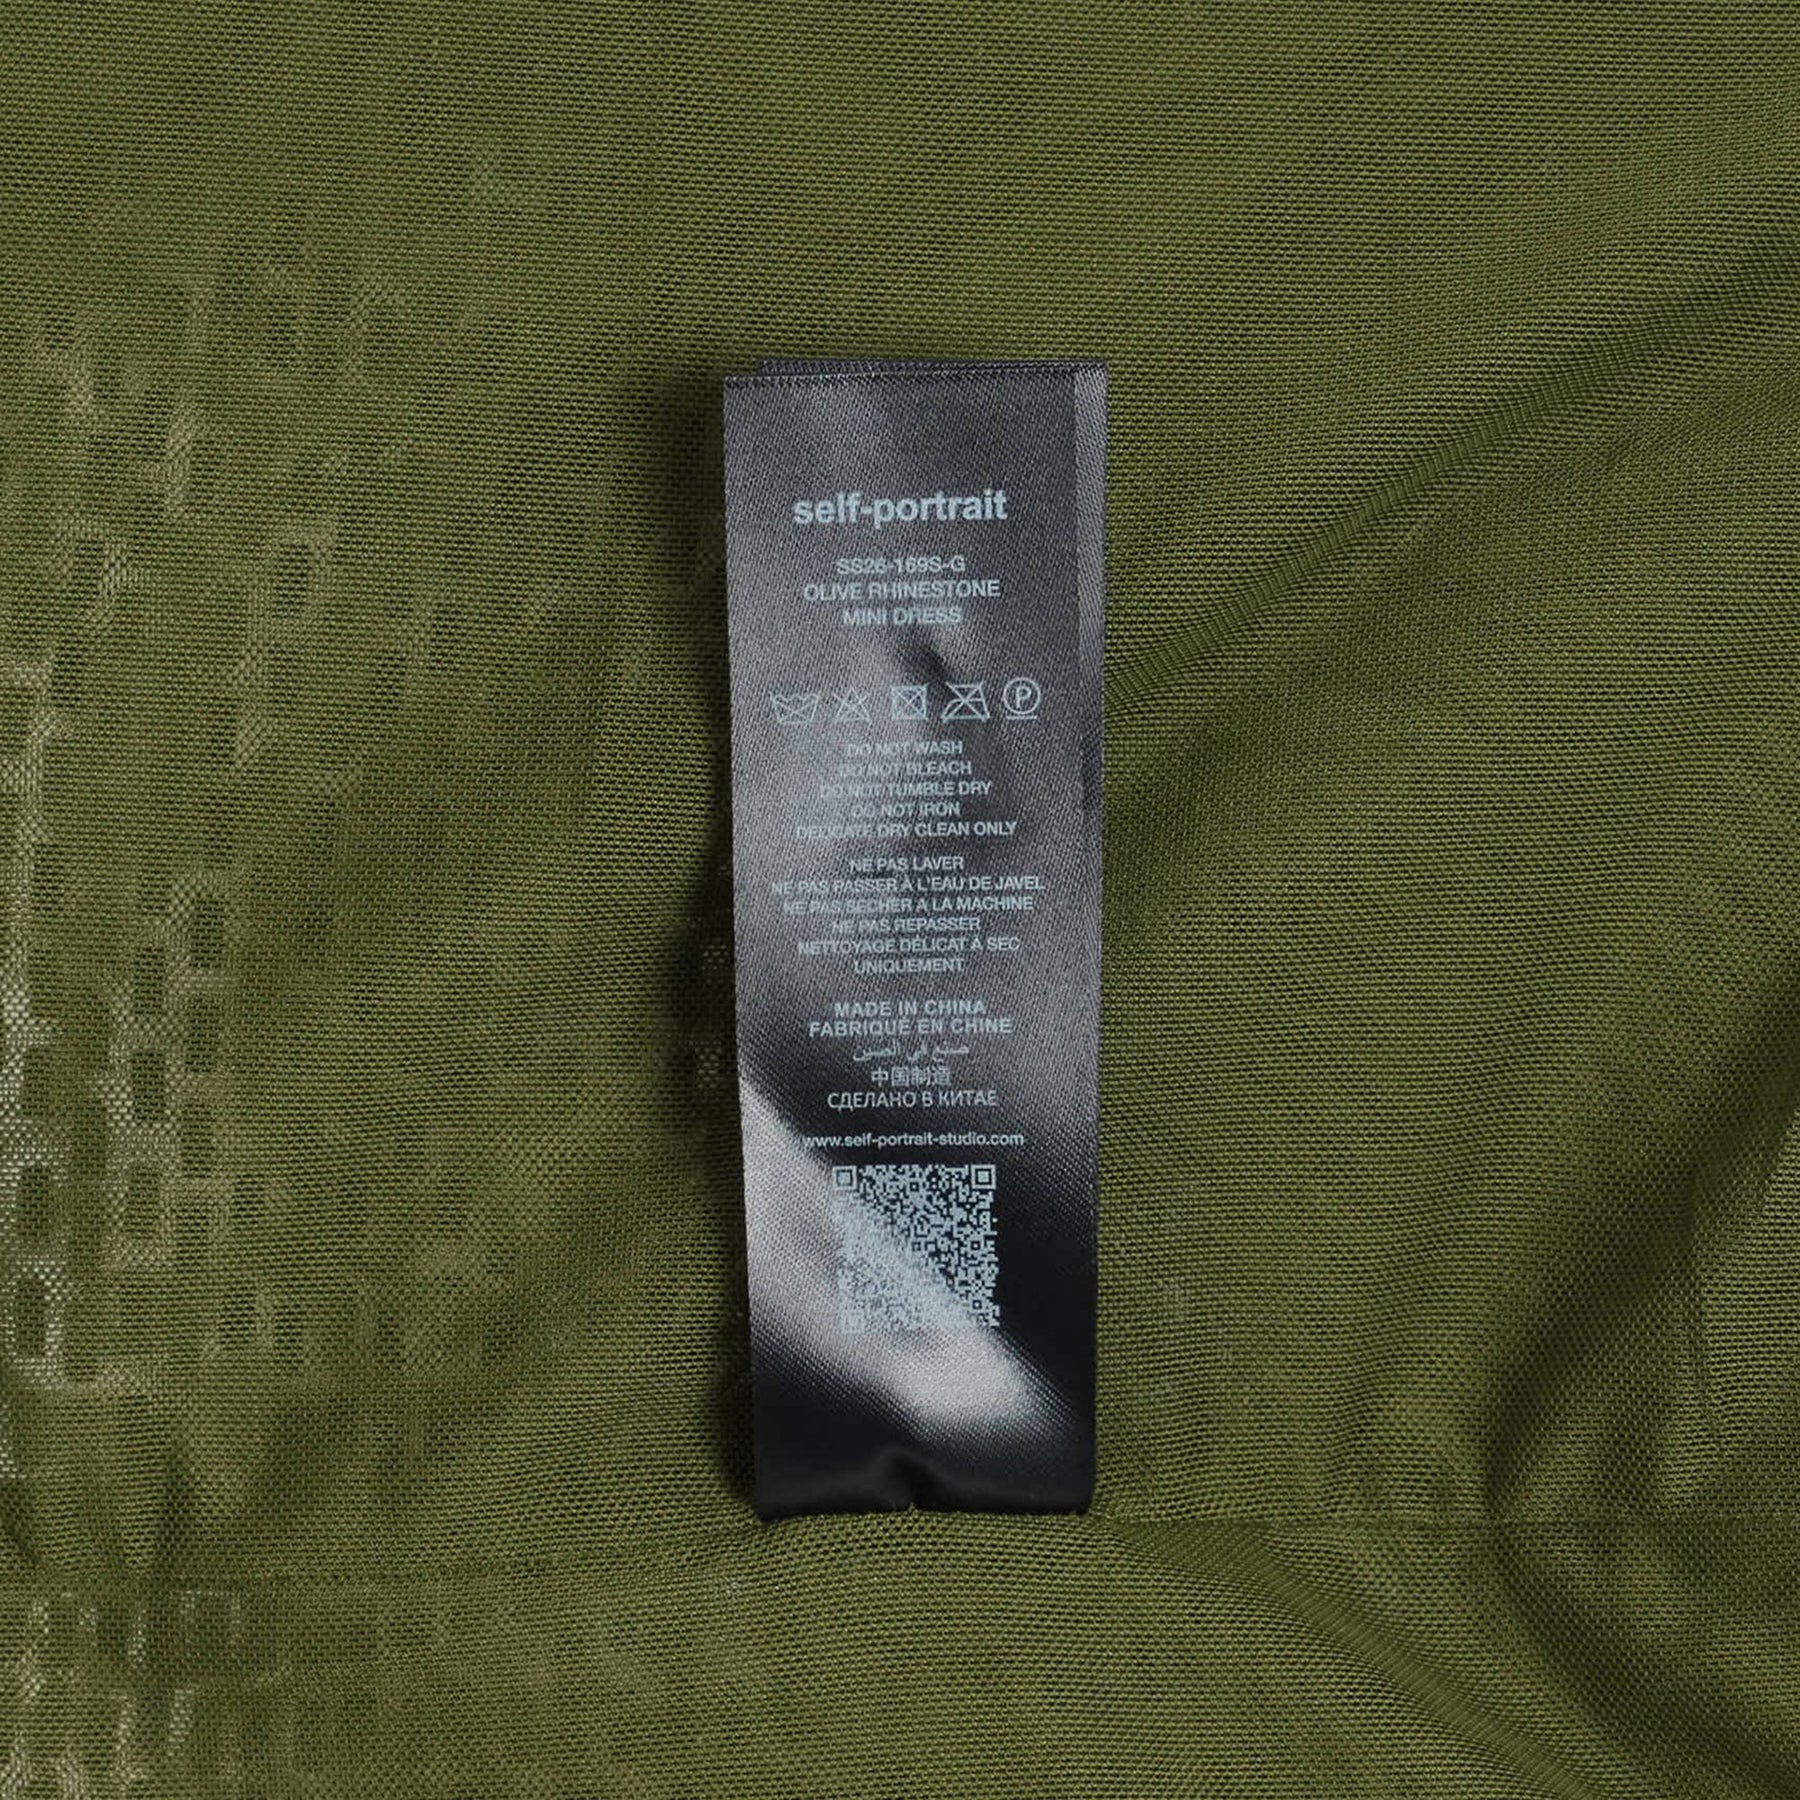 self-portrait
SS26-169S-G
OLIVE RHINESTONE
MINI DRESS
P
DO NOT WASH
DO NOT BLEACH
DO NOT TUMBLE DRY
DO NOT IRON
DELICATE DRY CLEAN ONLY
NE PAS LAVER
NE PAS PASSER À L'EAU DE JAVEL
NE PAS SECHER A LA MACHINE
NE PAS REPASSER
NETTOYAGE DÉLICAT À SEC
UNIQUEMENT
MADE IN CHINA
FABRIQUÉ EN CHINE
صنع في الصين
中国制造
СДЕЛАНО В КИТАЕ
www.self-portrait-studio.com